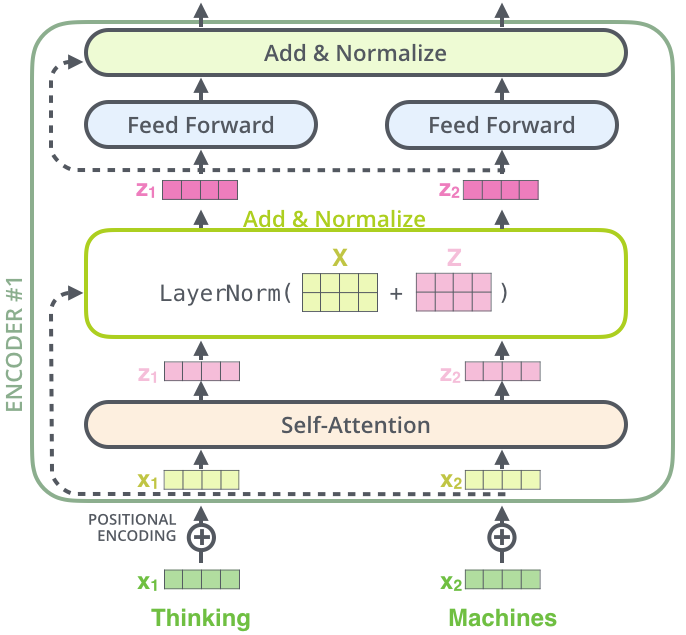 Add & Normalize
Feed Forward
Feed Forward
z1
z2
Add & Normalize
X
Z
LayerNorm( + )
z1
z2
Self-Attention
x1
x2
POSITIONAL
ENCODING
x1
x2
Thinking
Machines
ENCODER #1